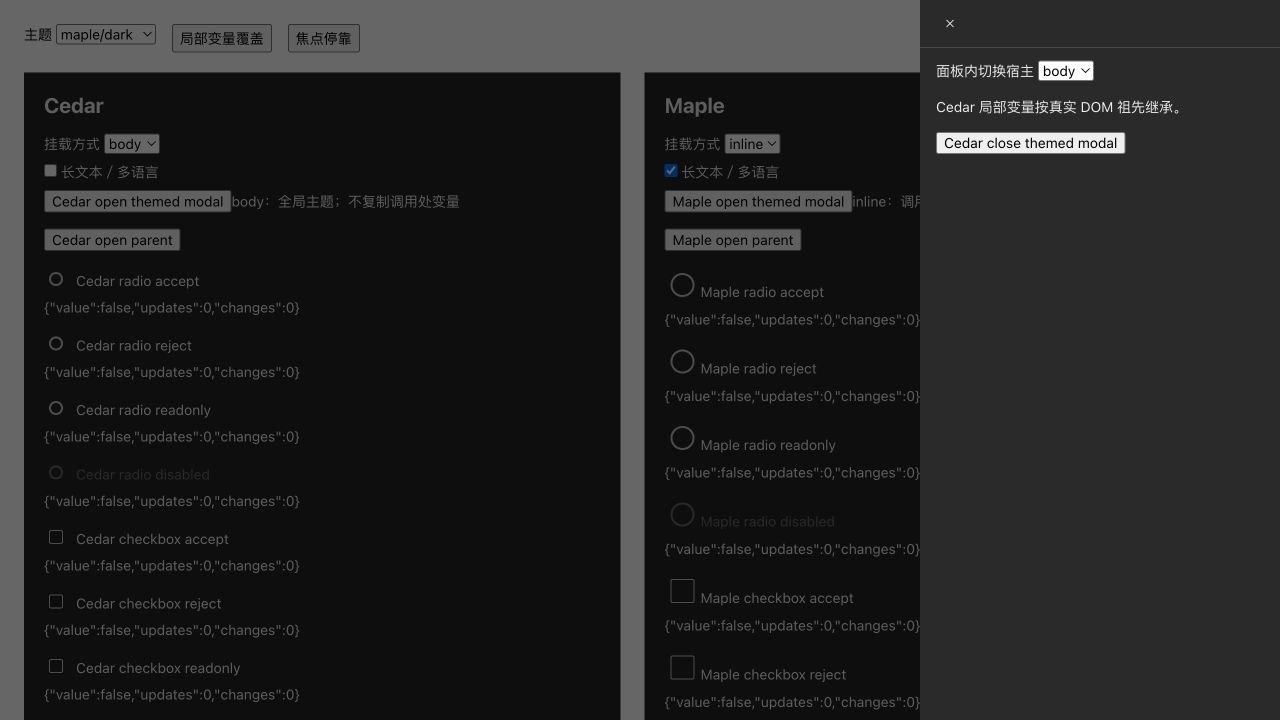 主题 maple/dark 局部变量覆盖 焦点停靠
Cedar
挂载方式 body
长文本 / 多语言
Cedar open themed modal body：全局主题；不复制调用处变量
Cedar open parent
Cedar radio accept
{"value":false,"updates":0,"changes":0}
Cedar radio reject
{"value":false,"updates":0,"changes":0}
Cedar radio readonly
{"value":false,"updates":0,"changes":0}
Cedar radio disabled
{"value":false,"updates":0,"changes":0}
Cedar checkbox accept
{"value":false,"updates":0,"changes":0}
Cedar checkbox reject
{"value":false,"updates":0,"changes":0}
Cedar checkbox readonly
{"value":false,"updates":0,"changes":0}
Maple
挂载方式 inline
长文本 / 多语言
Maple open themed modal inline：调
Maple open parent
Maple radio accept
{"value":false,"updates":0,"changes":0}
Maple radio reject
{"value":false,"updates":0,"changes":0}
Maple radio readonly
{"value":false,"updates":0,"changes":0}
Maple radio disabled
{"value":false,"updates":0,"changes":0}
Maple checkbox accept
{"value":false,"updates":0,"changes":0}
Maple checkbox reject
{"value":false,"updates":0,"changes":0}
×
面板内切换宿主 body
Cedar 局部变量按真实 DOM 祖先继承。
Cedar close themed modal